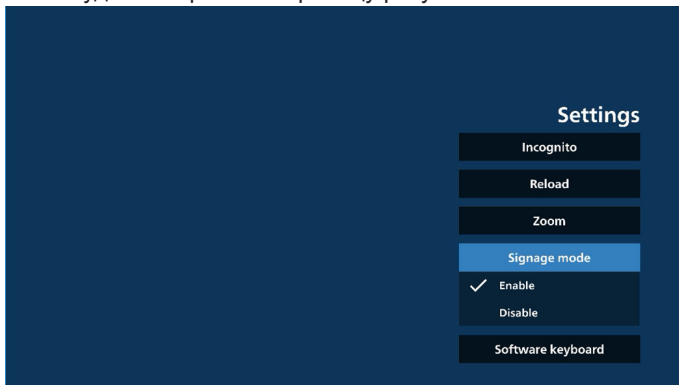 Settings
Incognito
Reload
Zoom
Signage mode
Enable
Disable
Software keyboard